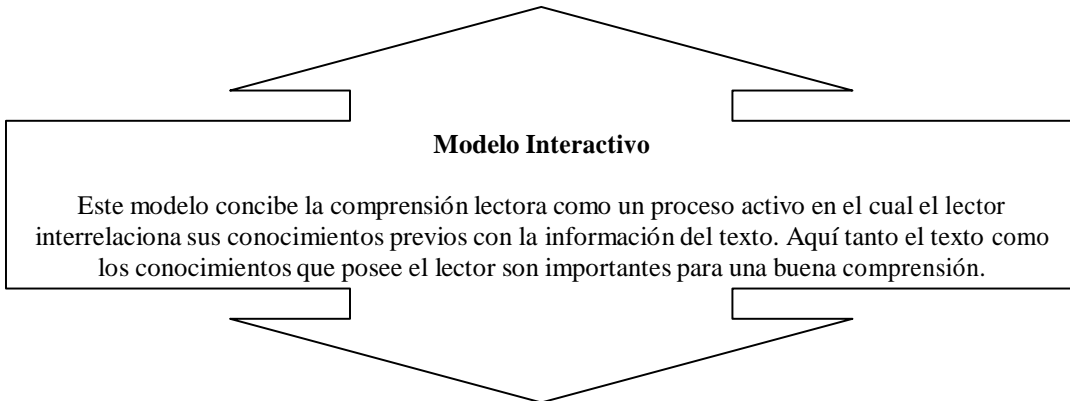 Modelo Interactivo
Este modelo concibe la comprensión lectora como un proceso activo en el cual el lector
interrelaciona sus conocimientos previos con la información del texto. Aquí tanto el texto como
los conocimientos que posee el lector son importantes para una buena comprensión.